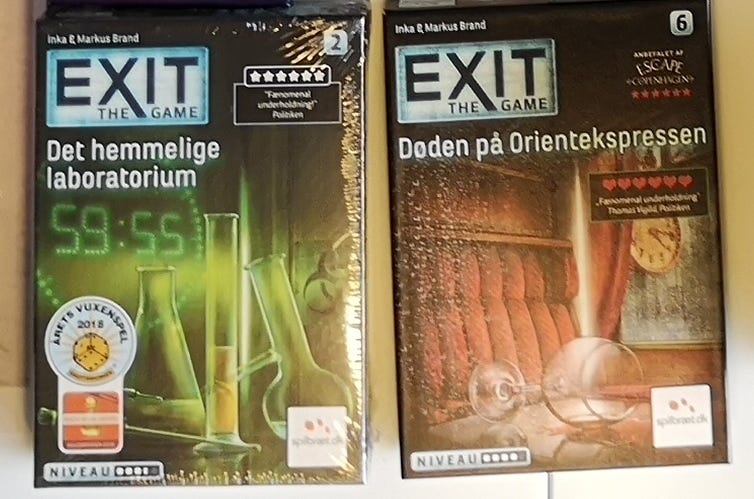 Inka & Markus Brand
2
EXIT
THE GAME
"Fænomenal
underholdning!"
Politiken
Det hemmelige
laboratorium
59:55
ÅRETS VUXENSPEL
2018
spilbræt.dk
NIVEAU
Inka & Markus Brand
6
EXIT
THE GAME
ANBEFALET AF
ESCAPE
COPENHAGEN
Døden på Orientekspressen
„Fænomenal underholdning"
Thomas Vigild, Politiken
spilbræt.dk
NIVEAU